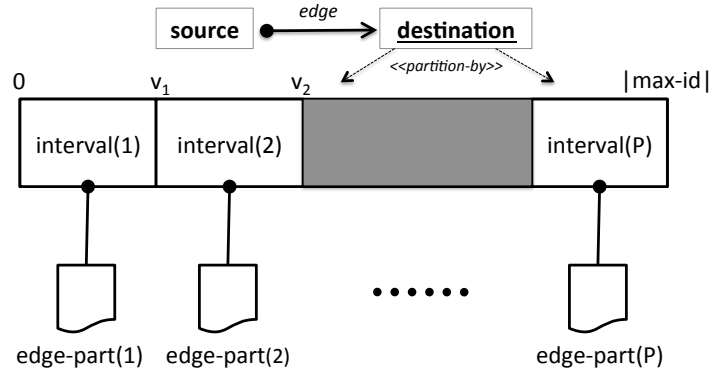 edge
source
destination
<<partition-by>>
0
v1
v2
|max-id|
interval(1)
interval(2)
interval(P)
edge-part(1)
edge-part(2)
edge-part(P)